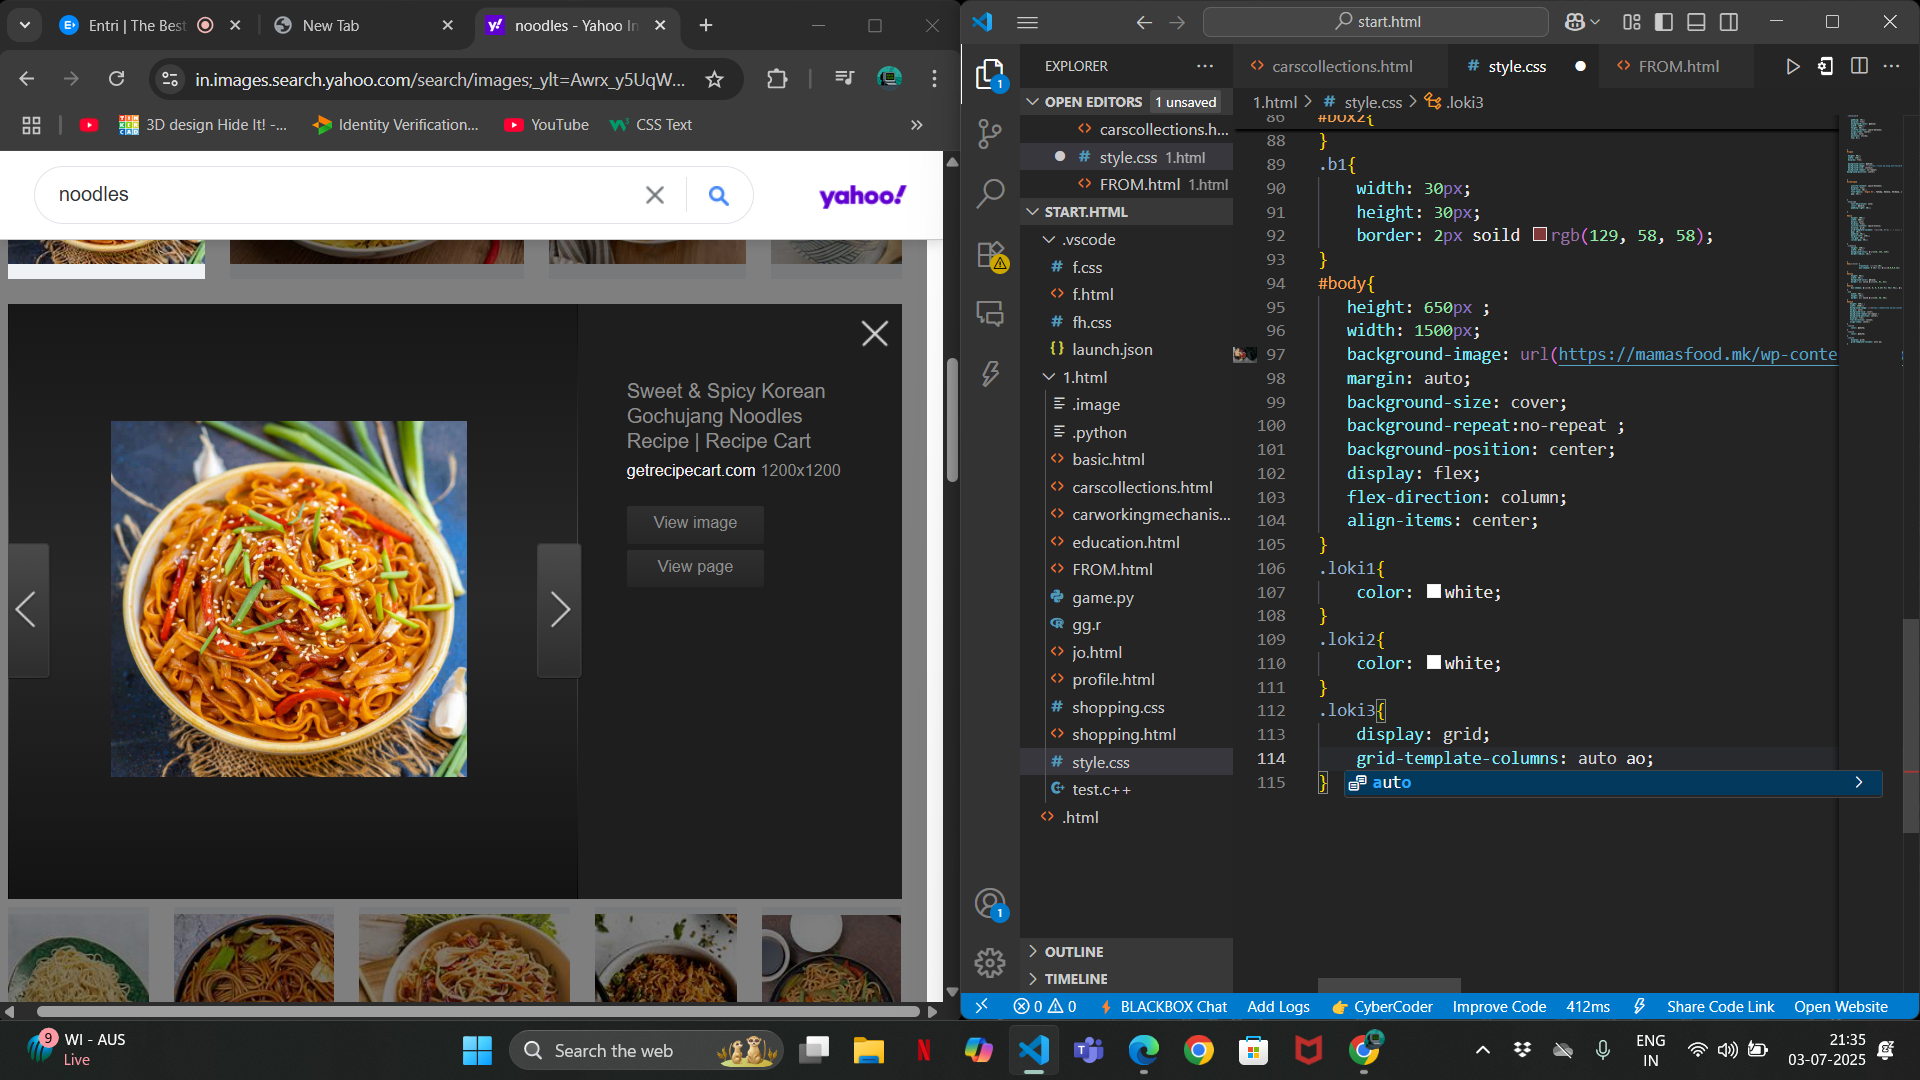 Entri | The Best
New Tab
noodles - Yahoo In
in.images.search.yahoo.com/search/images;_ylt=Awrx_y5UqW...
3D design Hide It! -...
Identity Verification...
YouTube
CSS Text
noodles
yahoo!
Sweet & Spicy Korean
Gochujang Noodles
Recipe | Recipe Cart
getrecipecart.com 1200x1200
View image
View page
start.html
EXPLORER
OPEN EDITORS 1 unsaved
carscollections.h...
style.css 1.html
FROM.html 1.html
START.HTML
.vscode
f.css
f.html
fh.css
launch.json
1.html
.image
.python
basic.html
carscollections.html
carworkingmechanis...
education.html
FROM.html
game.py
gg.r
jo.html
profile.html
shopping.css
shopping.html
style.css
test.c++
.html
OUTLINE
TIMELINE
carscollections.html
style.css
FROM.html
1.html > # style.css > .loki3
86 #box2{
88 }
89 .b1{
90 width: 30px;
91 height: 30px;
92 border: 2px soild rgb(129, 58, 58);
93 }
94 #body{
95 height: 650px ;
96 width: 1500px;
97 background-image: url(https://mamasfood.mk/wp-conte
98 margin: auto;
99 background-size: cover;
100 background-repeat:no-repeat ;
101 background-position: center;
102 display: flex;
103 flex-direction: column;
104 align-items: center;
105 }
106 .loki1{
107 color: white;
108 }
109 .loki2{
110 color: white;
111 }
112 .loki3{
113 display: grid;
114 grid-template-columns: auto ao;
115 }
auto
0 0 BLACKBOX Chat Add Logs CyberCoder Improve Code 412ms Share Code Link Open Website
9
WI - AUS
Live
Search the web
ENG
IN
21:35
03-07-2025